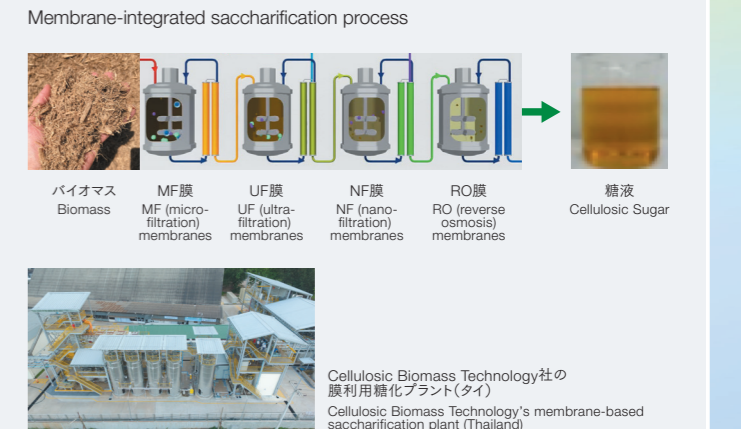 Membrane-integrated saccharification process
バイオマス
Biomass
MF膜
MF (micro-
filtration)
membranes
UF膜
UF (ultra-
filtration)
membranes
NF膜
NF (nano-
filtration)
membranes
RO膜
RO (reverse
osmosis)
membranes
糖液
Cellulosic Sugar
Cellulosic Biomass Technology社の
膜利用糖化プラント(タイ)
Cellulosic Biomass Technology's membrane-based
saccharification plant (Thailand)